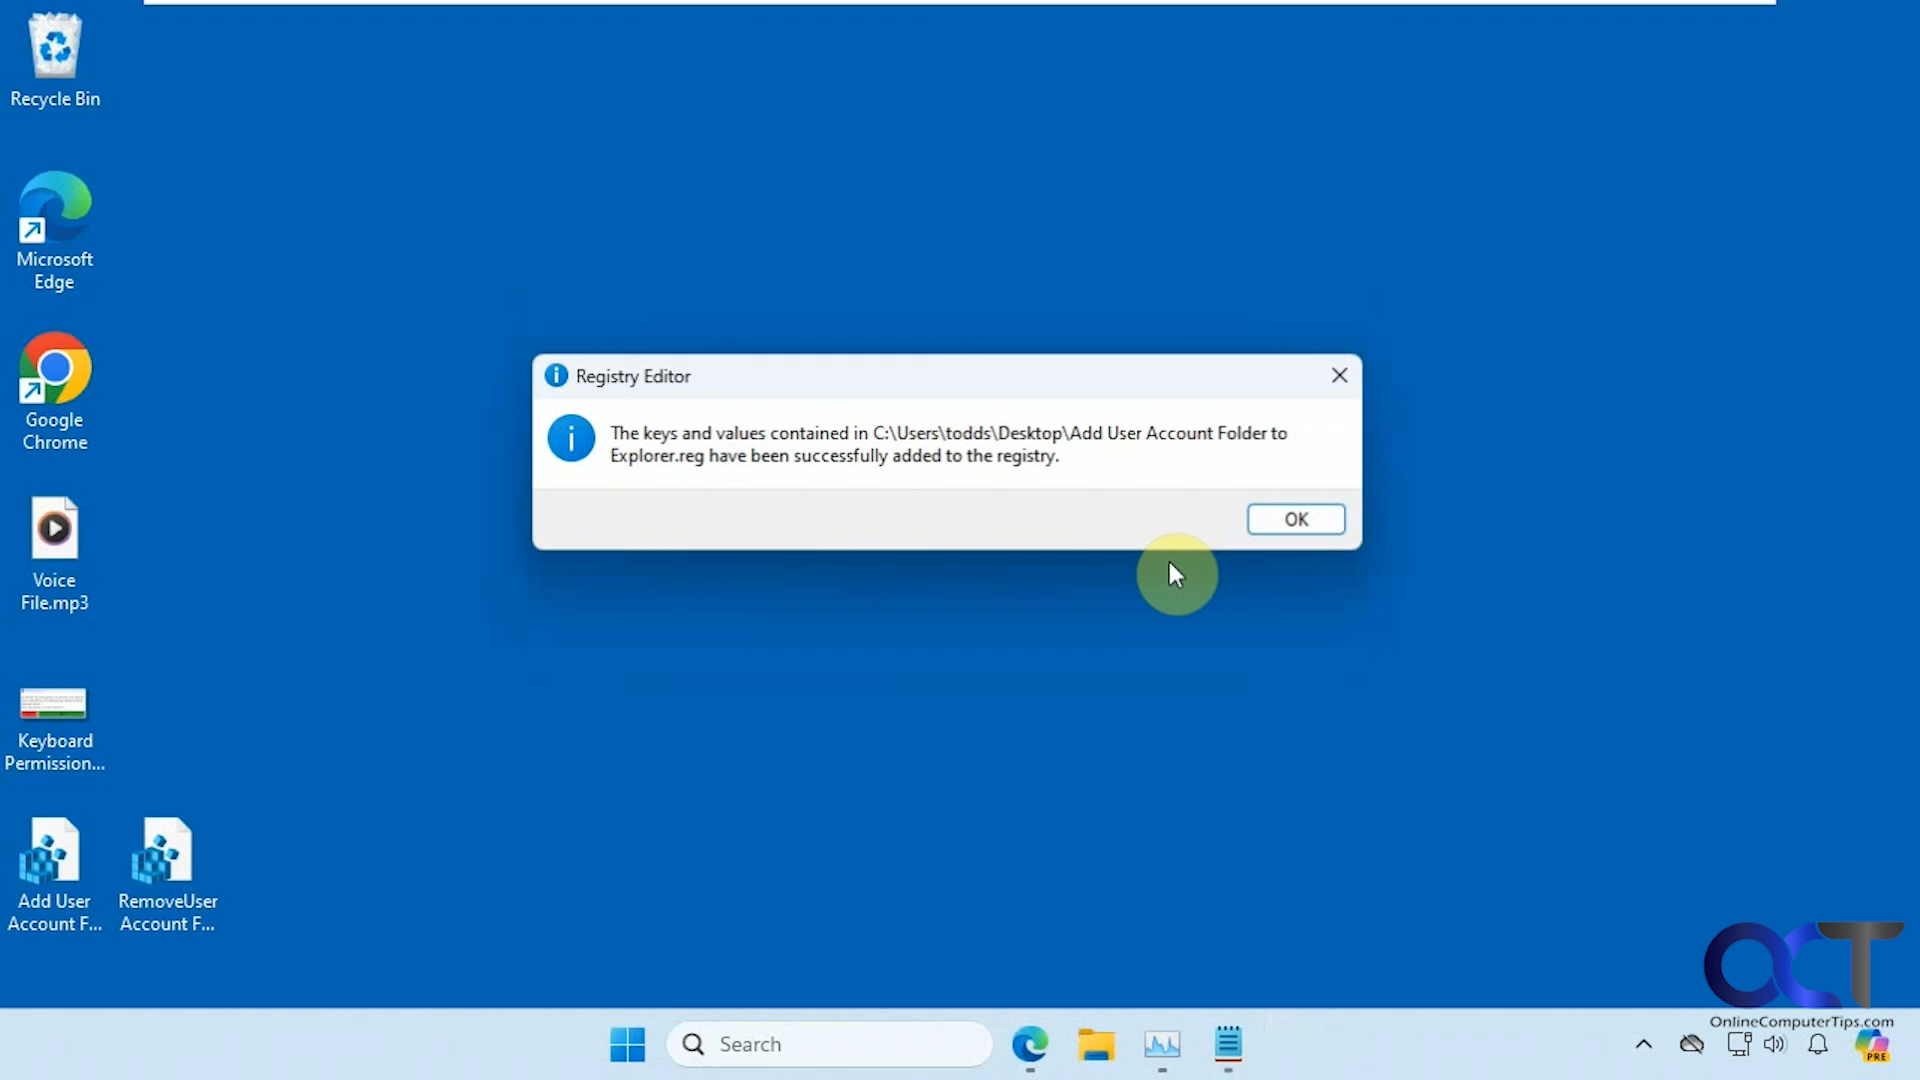 Recycle Bin
Microsoft
Edge
Google
Chrome
Voice
File.mp3
Keyboard
Permission...
Add User
Account F...
RemoveUser
Account F...
Registry Editor
The keys and values contained in C:\Users\todds\Desktop\Add User Account Folder to
Explorer.reg have been successfully added to the registry.
OK
OCT
OnlineComputerTips.com
Search
PRE